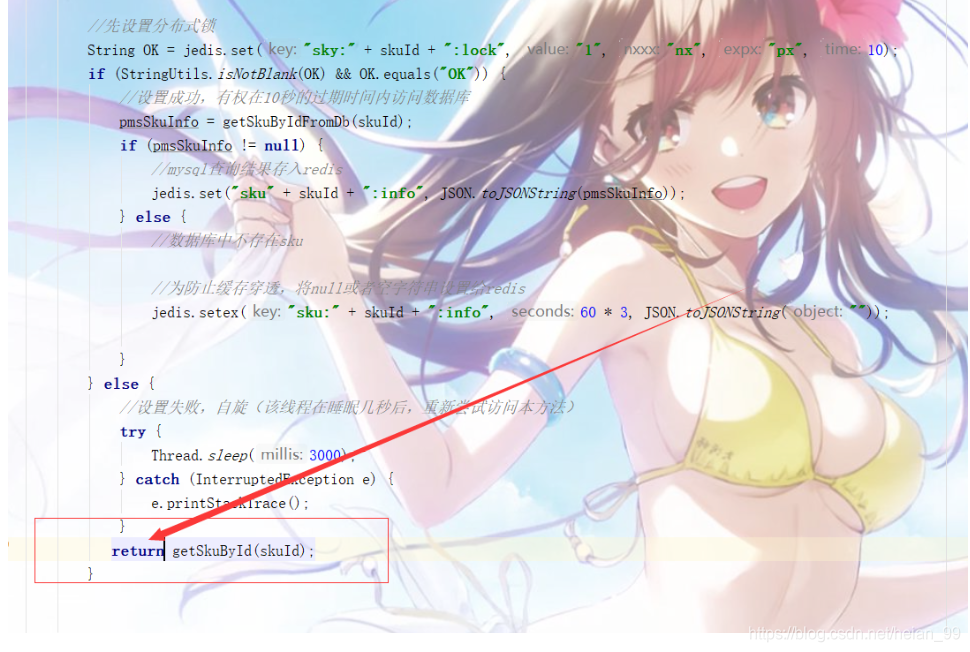 //先设置分布式锁
String OK = jedis.set( key: "sky:" + skuId + ":lock", value: "1", nxxx: "nx", expx: "px", time: 10);
if (StringUtils.isNotBlank(OK) && OK.equals("OK")) {
//设置成功，有权在10秒的过期时间内访问数据库
pmsSkuInfo = getSkuByIdFromDb(skuId);
if (pmsSkuInfo != null) {
//mysql查询结果存入redis
jedis.set("sku" + skuId + ":info", JSON.toJSONString(pmsSkuInfo));
} else {
//数据库中不存在sku
//为防止缓存穿透，将null或者空字符串设置给redis
jedis.setex( key: "sku:" + skuId + ":info", seconds: 60 * 3, JSON.toJSONString( object: ""));
}
} else {
//设置失败，自旋（该线程在睡眠几秒后，重新尝试访问本方法）
try {
Thread.sleep( millis: 3000);
} catch (InterruptedException e) {
e.printStackTrace();
}
return getSkuById(skuId);
}
https://blog.csdn.net/helan_99